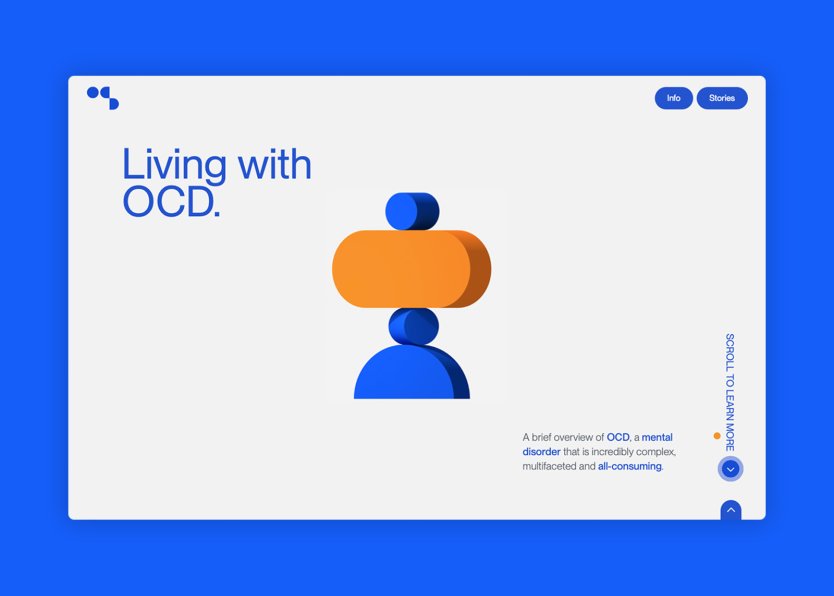 Info
Stories
Living with
OCD.
A brief overview of OCD, a mental
disorder that is incredibly complex,
multifaceted and all-consuming.
SCROLL TO LEARN MORE